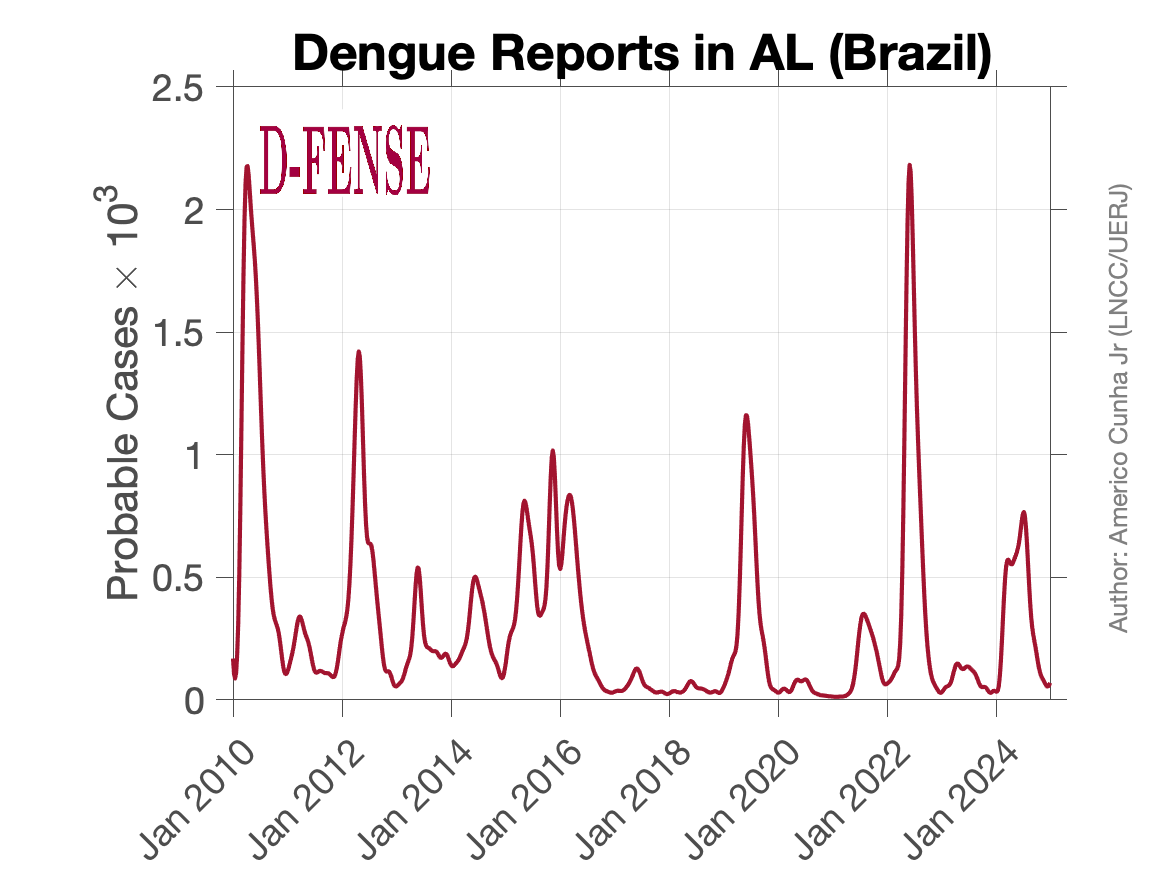 Dengue Reports in AL (Brazil)
D-FENSE
Probable Cases × 10³
2.5
2
1.5
1
0.5
0
Jan 2010
Jan 2012
Jan 2014
Jan 2016
Jan 2018
Jan 2020
Jan 2022
Jan 2024
Author: Americo Cunha Jr (LNCC/UERJ)